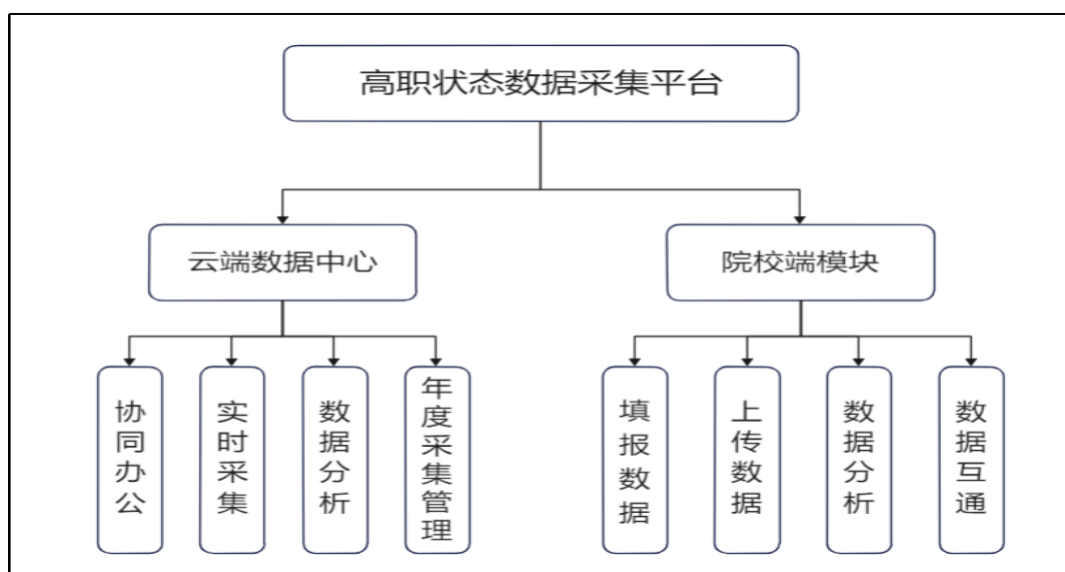 高职状态数据采集平台
云端数据中心
院校端模块
协同办公
实时采集
数据分析
年度采集管理
填报数据
上传数据
数据分析
数据互通